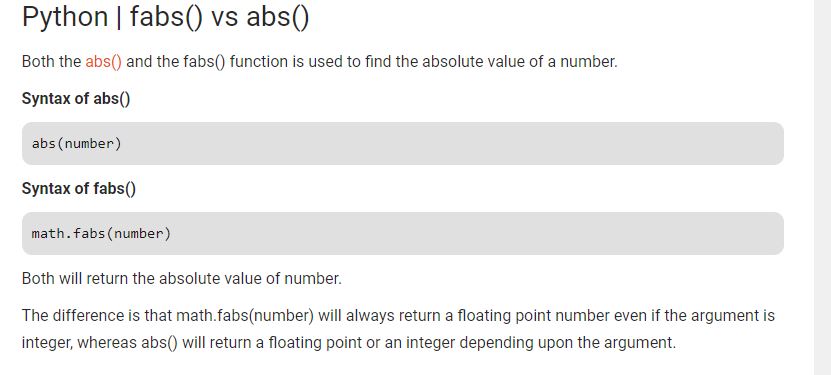 Python | fabs() vs abs()
Both the abs() and the fabs() function is used to find the absolute value of a number.
Syntax of abs()
abs(number)
Syntax of fabs()
math.fabs(number)
Both will return the absolute value of number.
The difference is that math.fabs(number) will always return a floating point number even if the argument is
integer, whereas abs() will return a floating point or an integer depending upon the argument.